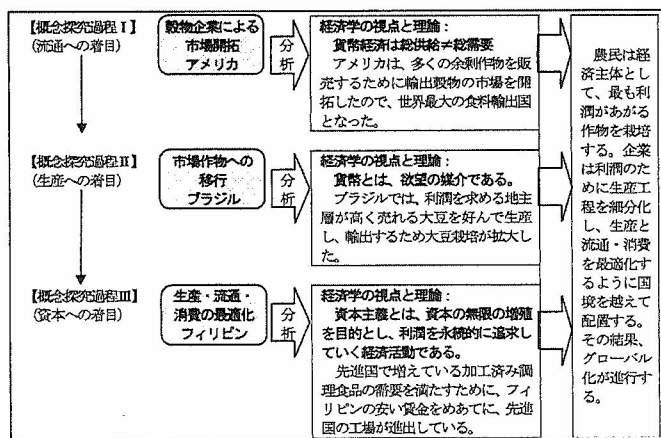 【概念探究過程Ⅰ】
(流通への着目)
穀物企業による
市場開拓
アメリカ
分
析
経済学の視点と理論：
貨幣経済は総供給≠総需要
アメリカは、多くの余剰作物を販
売するために輸出穀物の市場を開
拓したので、世界最大の食料輸出国
となった。
【概念探究過程Ⅱ】
(生産への着目)
市場作物への
移行
ブラジル
分
析
経済学の視点と理論：
貨幣とは、欲望の媒介である。
ブラジルでは、利潤を求める地主
層が高く売れる大豆を好んで生産
し、輸出するため大豆栽培が拡大し
た。
【概念探究過程Ⅲ】
(資本への着目)
生産・流通・
消費の最適化
フィリピン
分
析
経済学の視点と理論：
資本主義とは、資本の無限の増殖
を目的とし、利潤を永続的に追求し
ていく経済活動である。
先進国で増えている加工済み調
理食品の需要を満たすために、フィ
リピンの安い賃金をめあてに、先進
国の工場が進出している。
農民は経
済主体とし
て、最も利
潤があがる
作物を栽培
する。企業
は利潤のた
めに生産工
程を細分化
し、生産と
流通・消費
を最適化す
るように国
境を越えて
配置する。
その結果、
グローバル
化が進行す
る。